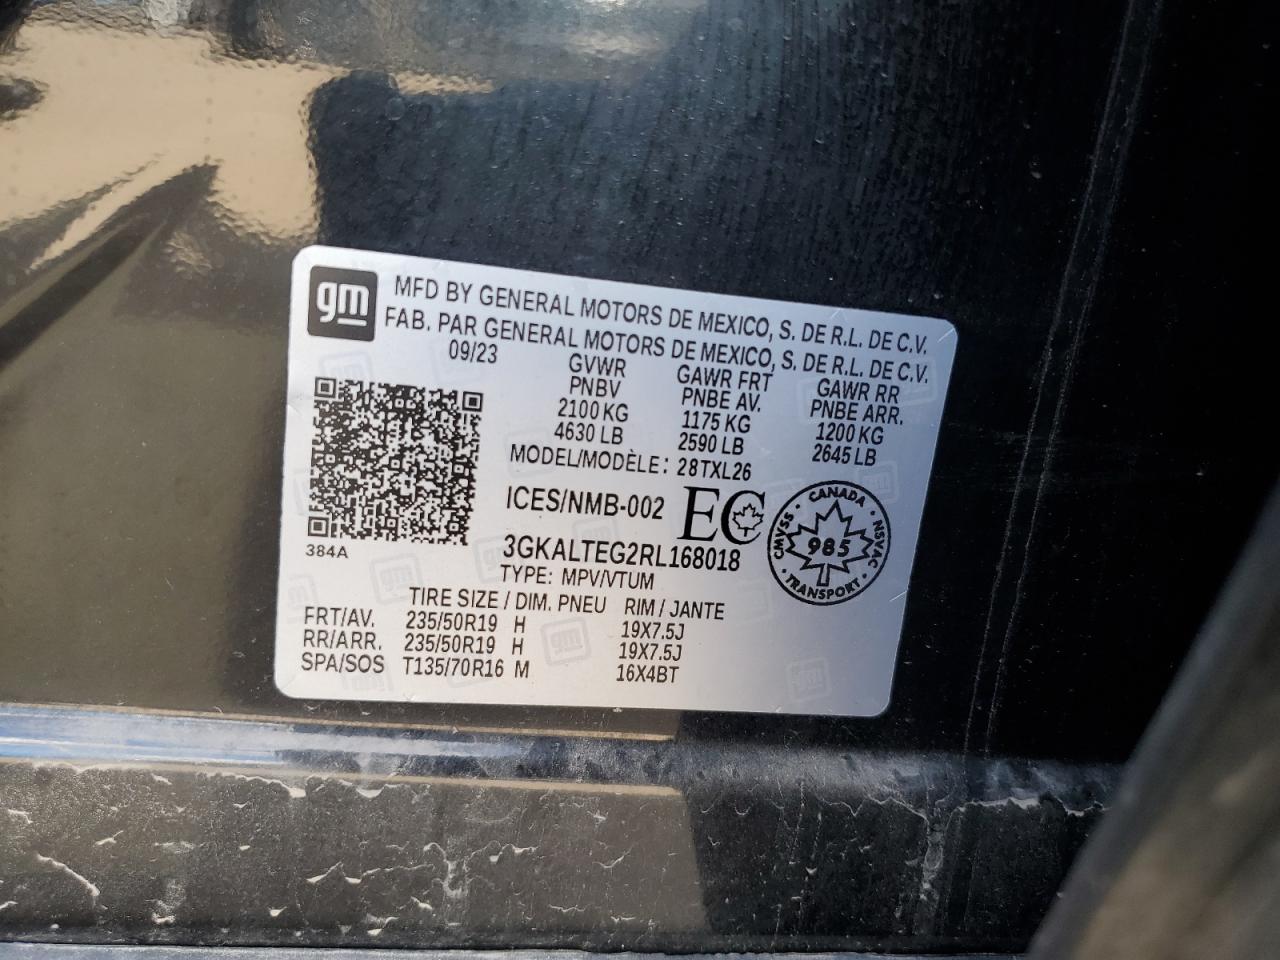 gm
MFD BY GENERAL MOTORS DE MEXICO, S. DE R.L. DE C.V.
FAB. PAR GENERAL MOTORS DE MEXICO, S. DE R.L. DE C.V.
09/23 GVWR GAWR FRT GAWR RR
PNBV PNBE AV. PNBE ARR.
2100 KG 1175 KG 1200 KG
4630 LB 2590 LB 2645 LB
MODEL/MODÈLE: 28TXL26
ICES/NMB-002 EC
CANADA
CMVSS 985 NSVAC
TRANSPORT
384A
3GKALTEG2RL168018
TYPE: MPV/VTUM
TIRE SIZE / DIM. PNEU RIM / JANTE
FRT/AV. 235/50R19 H 19X7.5J
RR/ARR. 235/50R19 H 19X7.5J
SPA/SOS T135/70R16 M 16X4BT